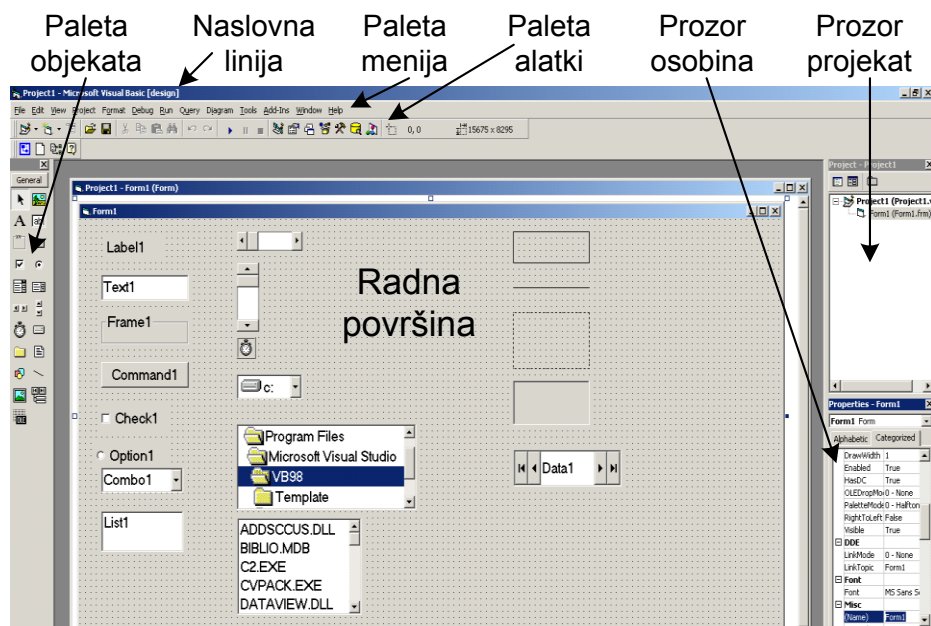 Paleta objekata
Naslovna linija
Paleta menija
Paleta alatki
Prozor osobina
Prozor projekat
Project1 - Microsoft Visual Basic [design]
File Edit View Project Format Debug Run Query Diagram Tools Add-Ins Window Help
0, 0
15675 x 8295
General
Project1 - Form1 (Form)
Form1
Label1
Text1
Frame1
Command1
Check1
Option1
Combo1
List1
c:
Program Files
Microsoft Visual Studio
VB98
Template
ADDSCCUS.DLL
BIBLIO.MDB
C2.EXE
CVPACK.EXE
DATAVIEW.DLL
Radna površina
Data1
Project - Project1
Project1 (Project1.v
Form1 (Form1.frm)
Properties - Form1
Form1 Form
Alphabetic Categorized
DrawWidth 1
Enabled True
HasDC True
OLEDropMo 0 - None
PaletteMode 0 - Halfton
RightToLeft False
Visible True
DDE
LinkMode 0 - None
LinkTopic Form1
Font
Font MS Sans S
Misc
(Name) Form1